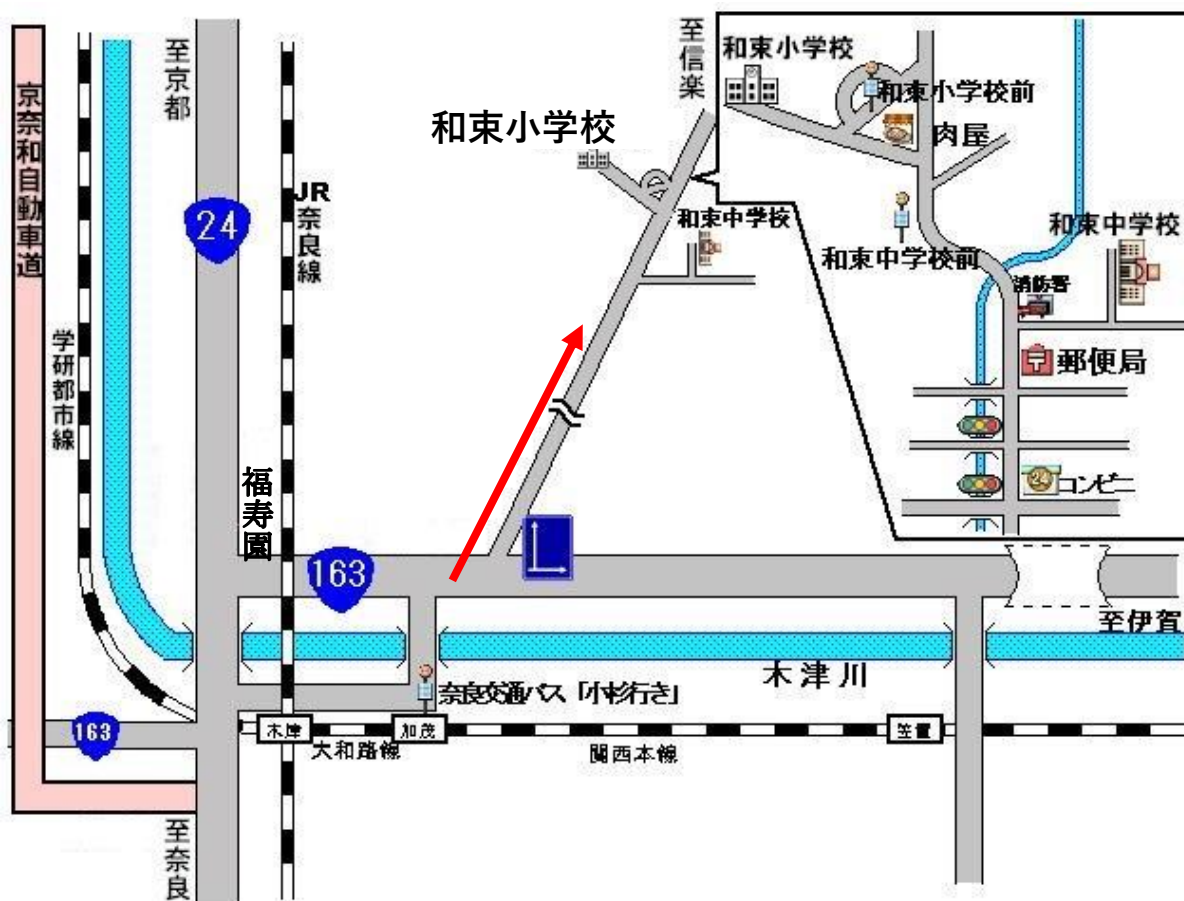 京奈和自動車道
学研都市線
至京都
24
JR奈良線
福寿園
163
163
至奈良
至信楽
和束小学校
和束中学校
和束小学校
和束小学校前
肉屋
和束中学校前
和束中学校
消防署
郵便局
コンビニ
24
至伊賀
木津川
奈良交通バス「小杉行き」
木津
加茂
笠置
大和路線
関西本線